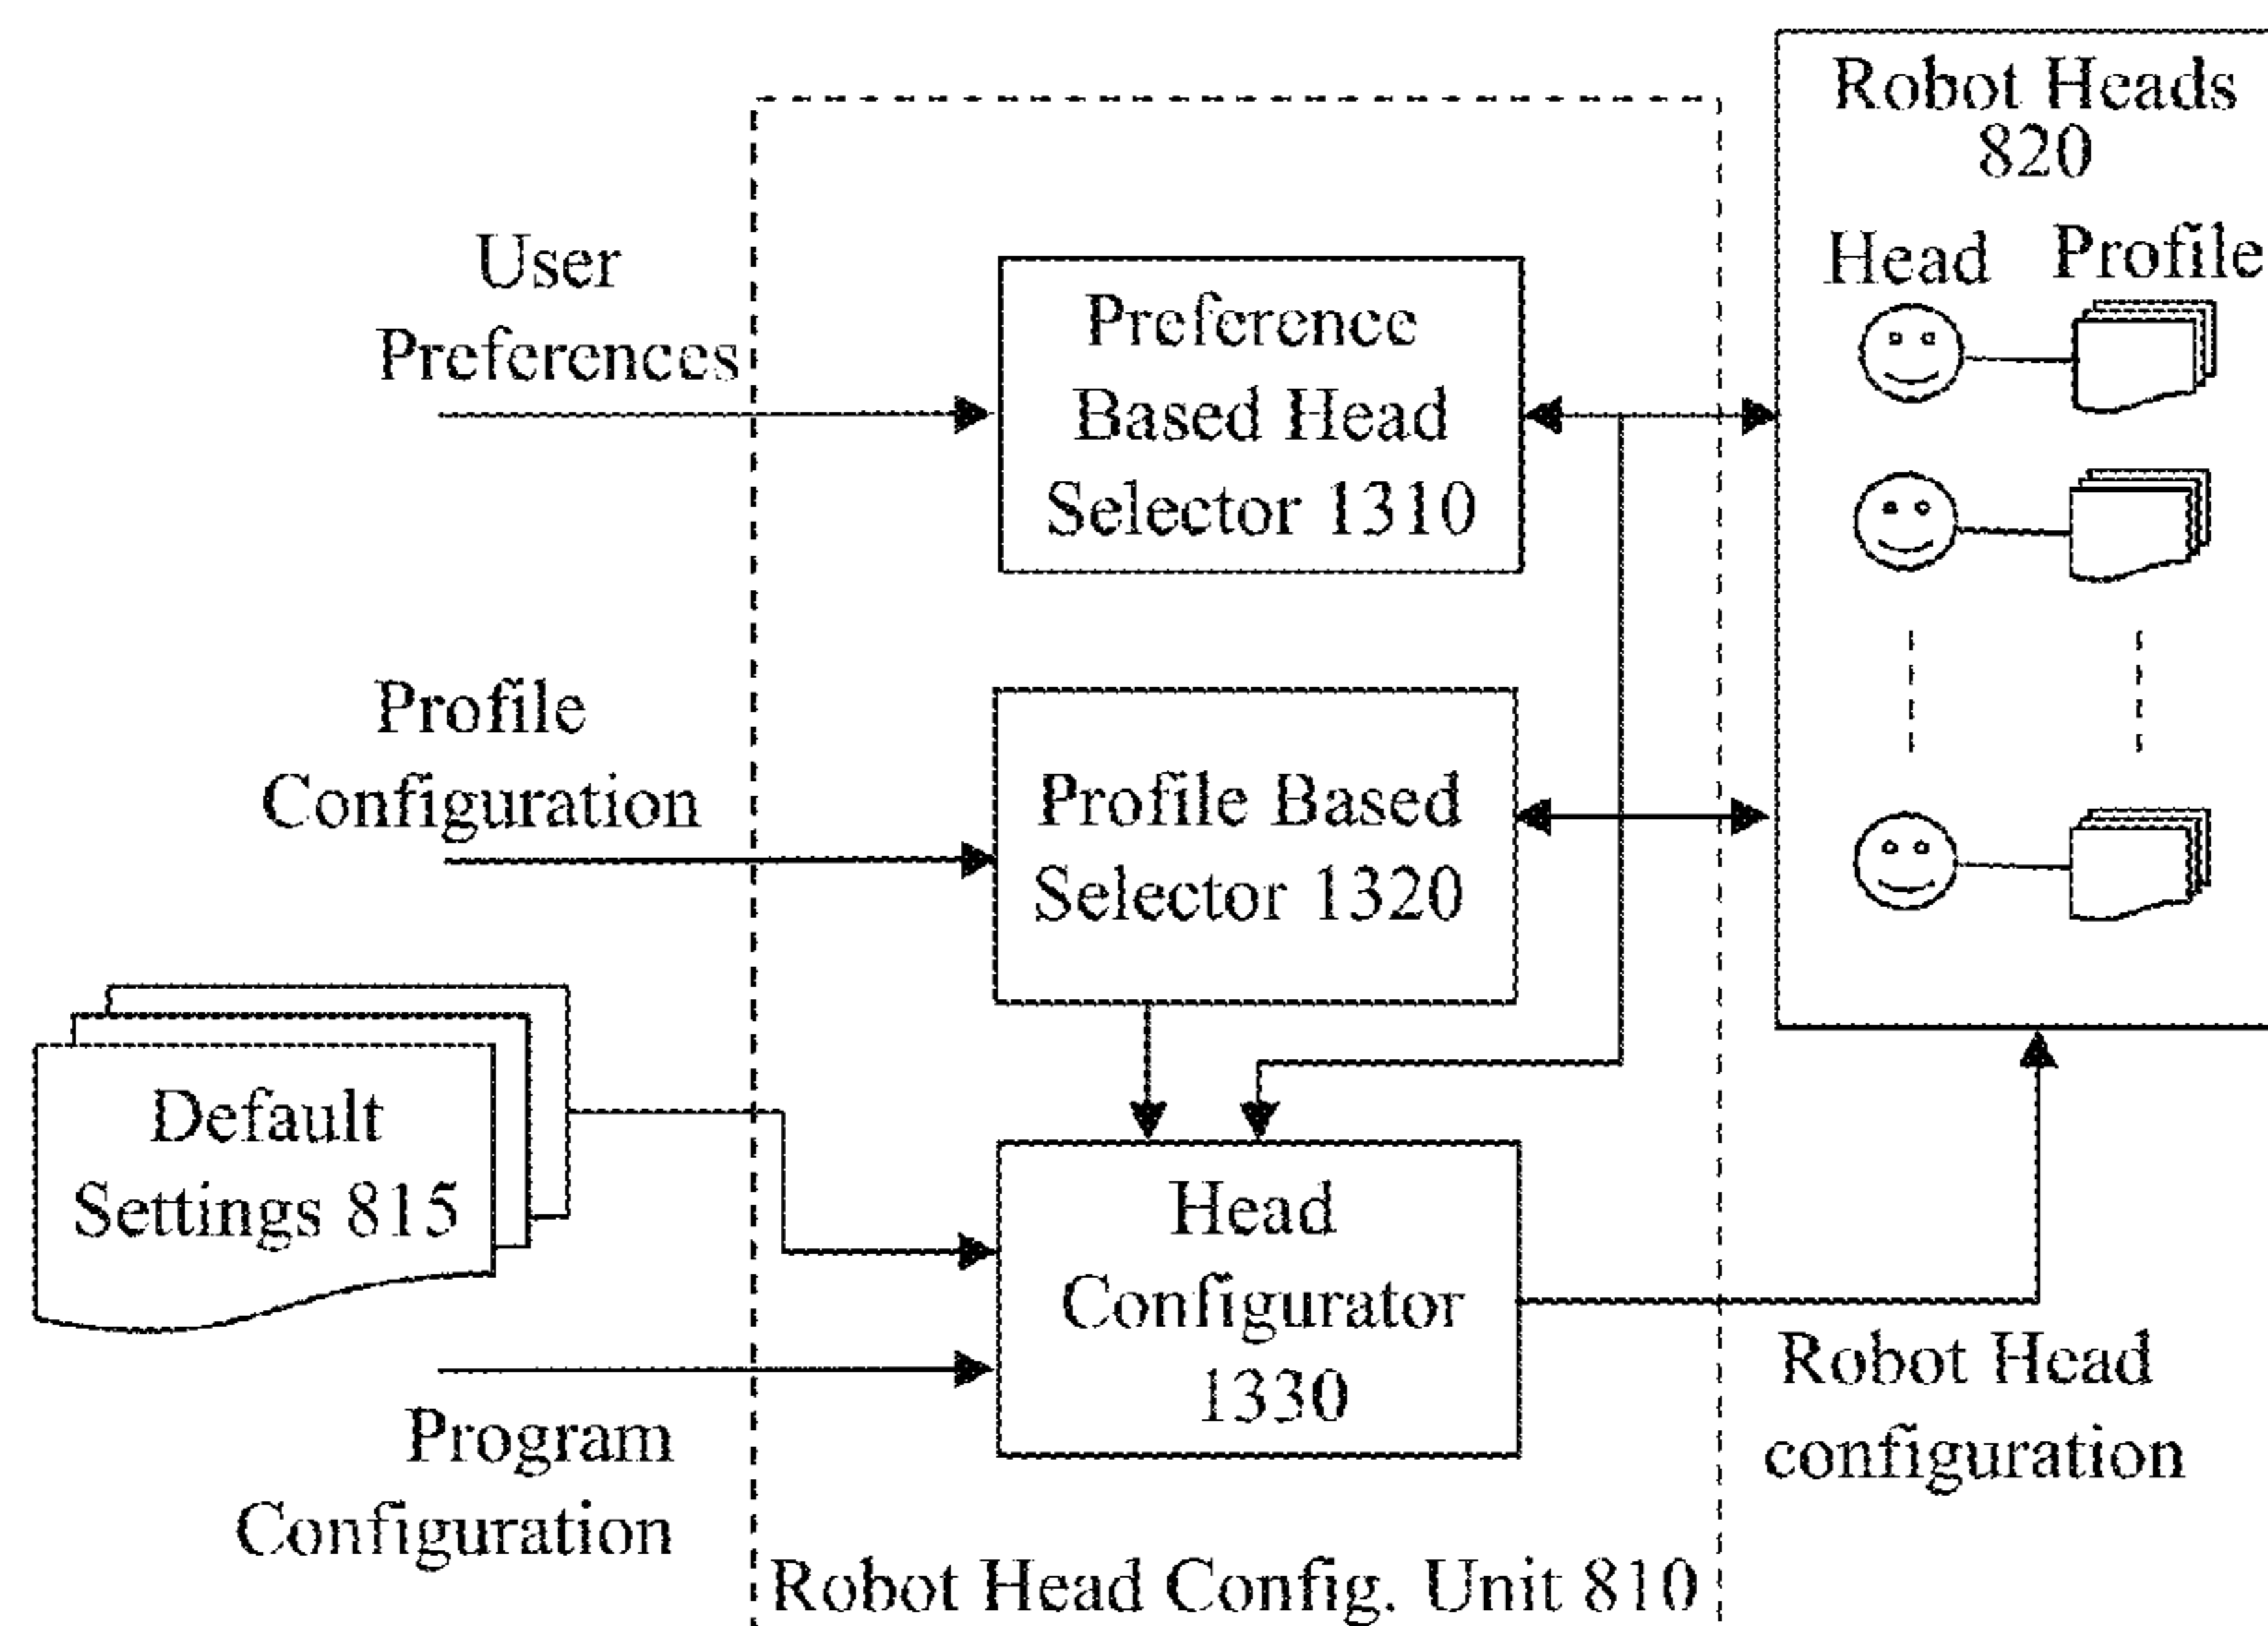 Robot Heads
820
Head Profile
User
Preferences
Preference
Based Head
Selector 1310
Profile
Configuration
Profile Based
Selector 1320
Default
Settings 815
Head
Configurator
1330
Program
Configuration
Robot Head
configuration
Robot Head Config. Unit 810